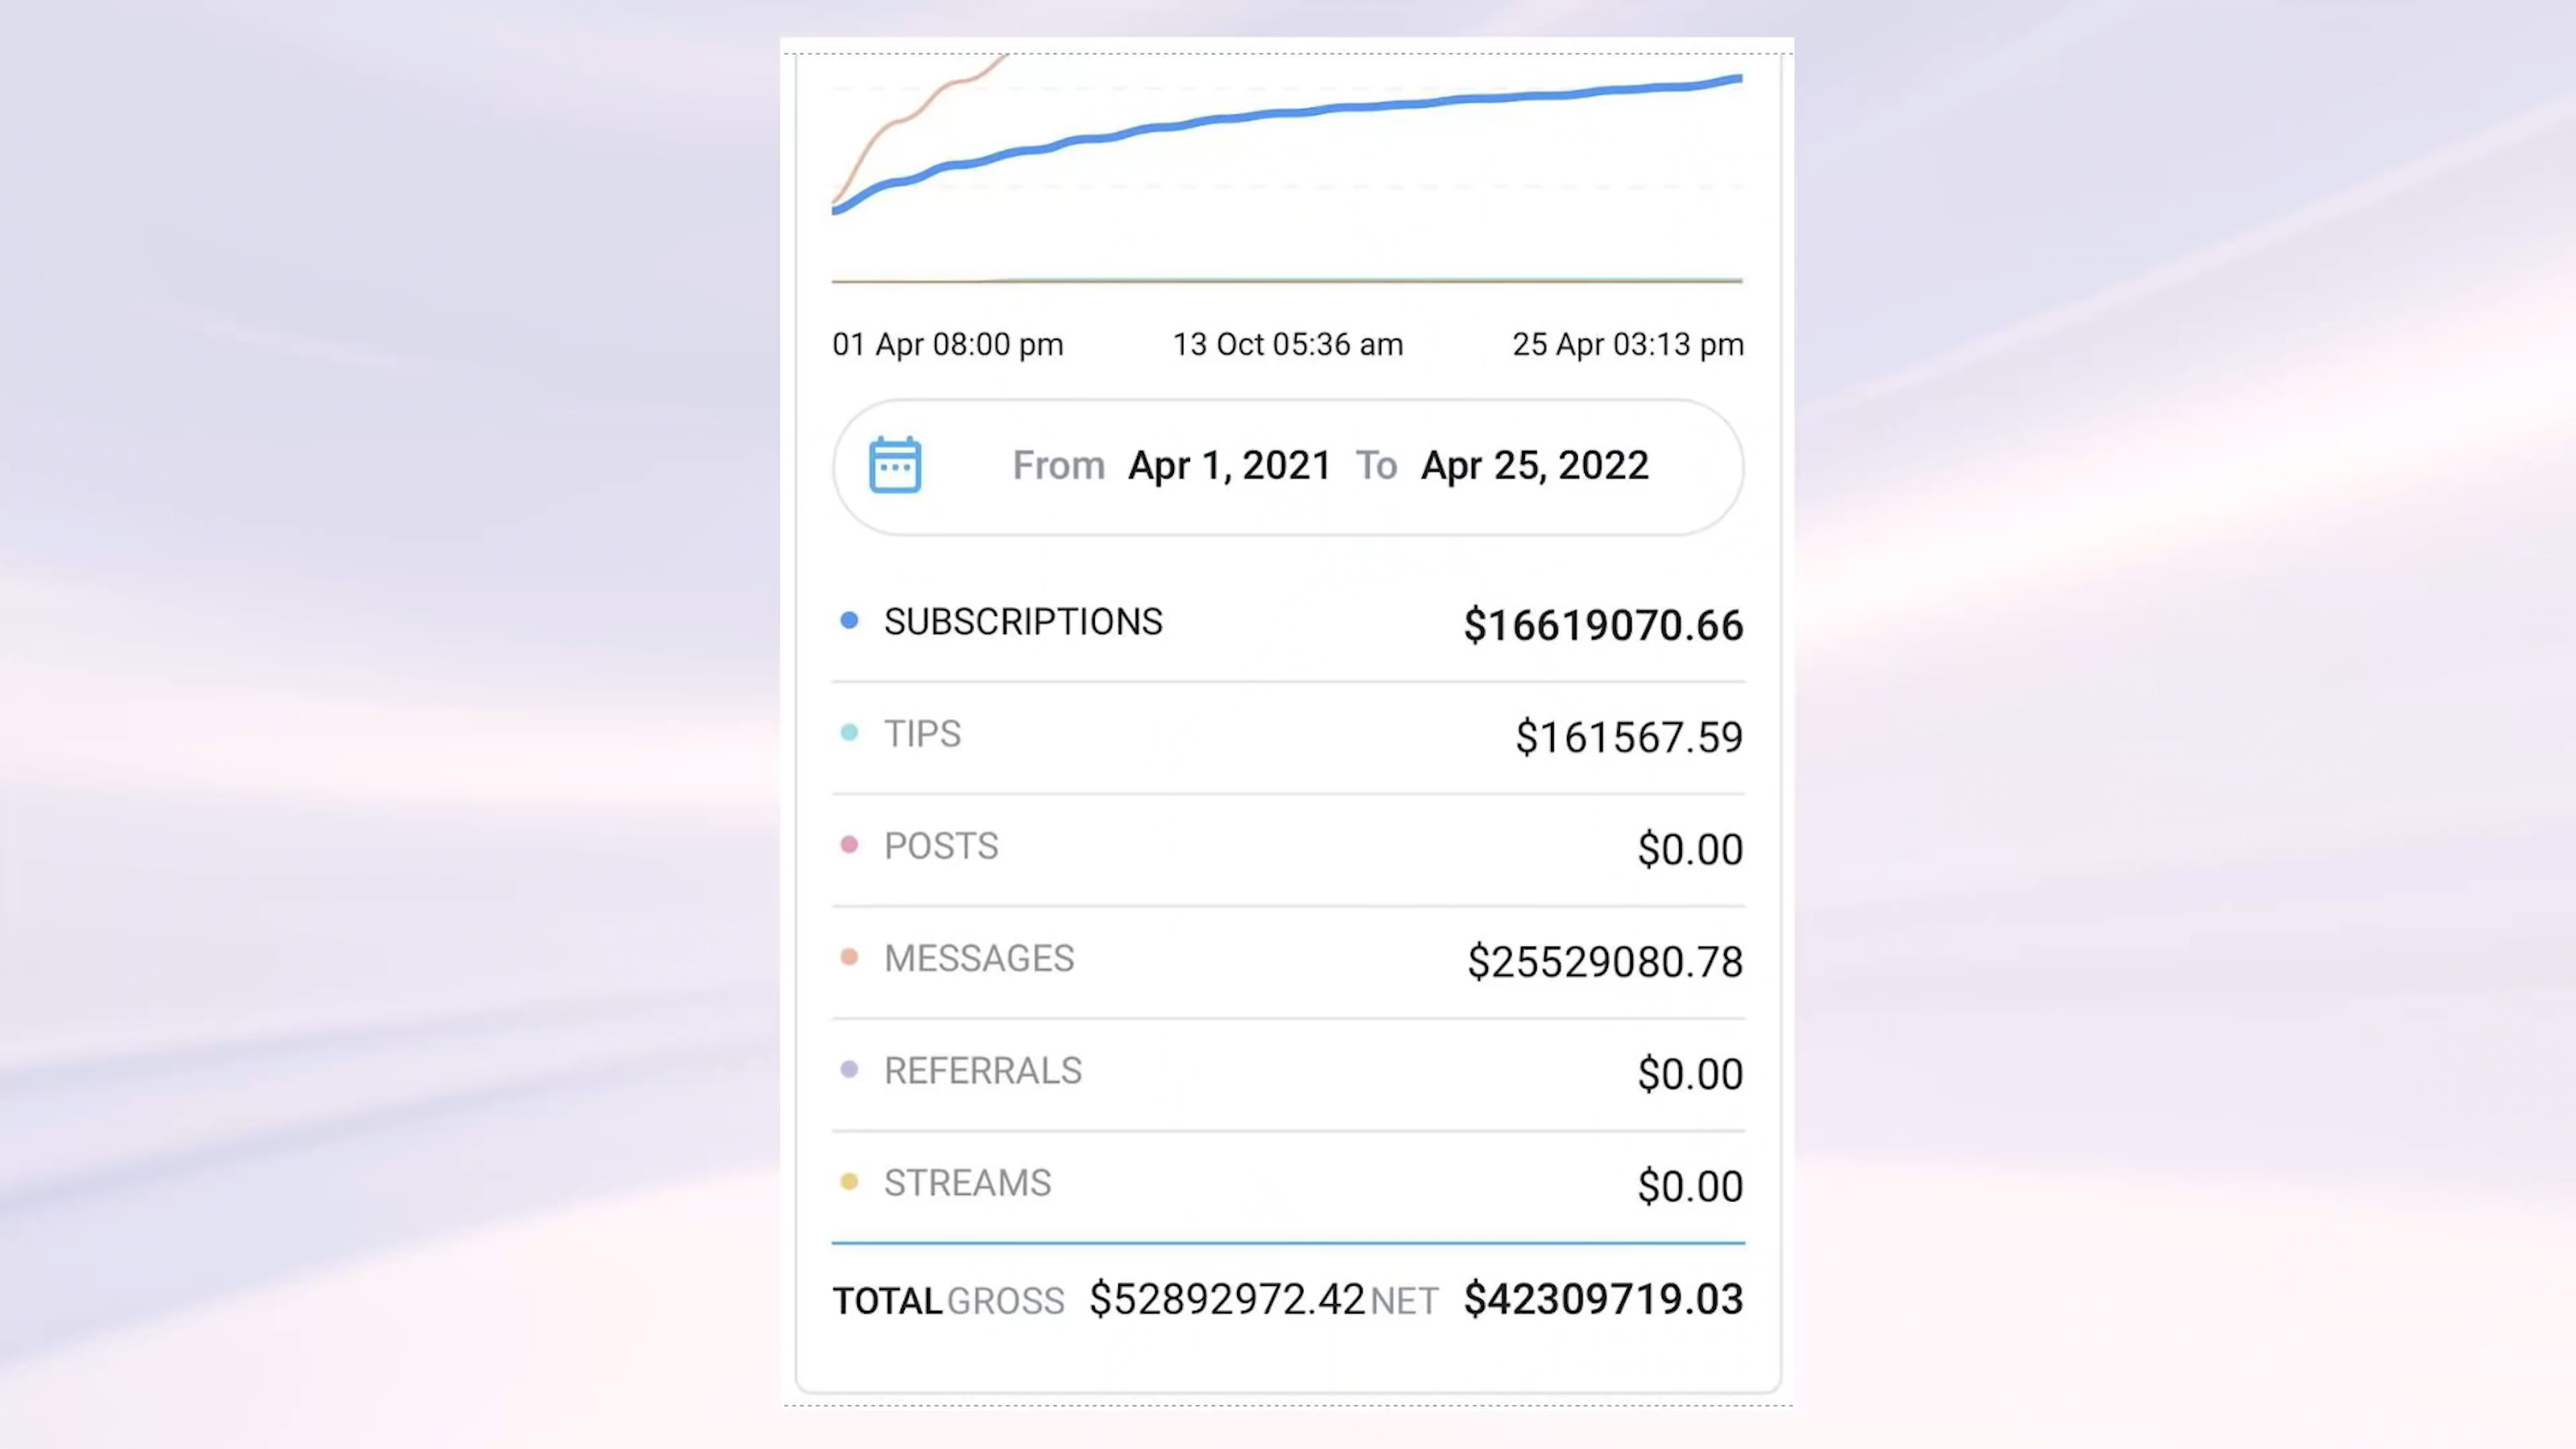 01 Apr 08:00 pm 13 Oct 05:36 am 25 Apr 03:13 pm
From Apr 1, 2021 To Apr 25, 2022
SUBSCRIPTIONS $16619070.66
TIPS $161567.59
POSTS $0.00
MESSAGES $25529080.78
REFERRALS $0.00
STREAMS $0.00
TOTAL GROSS $52892972.42 NET $42309719.03